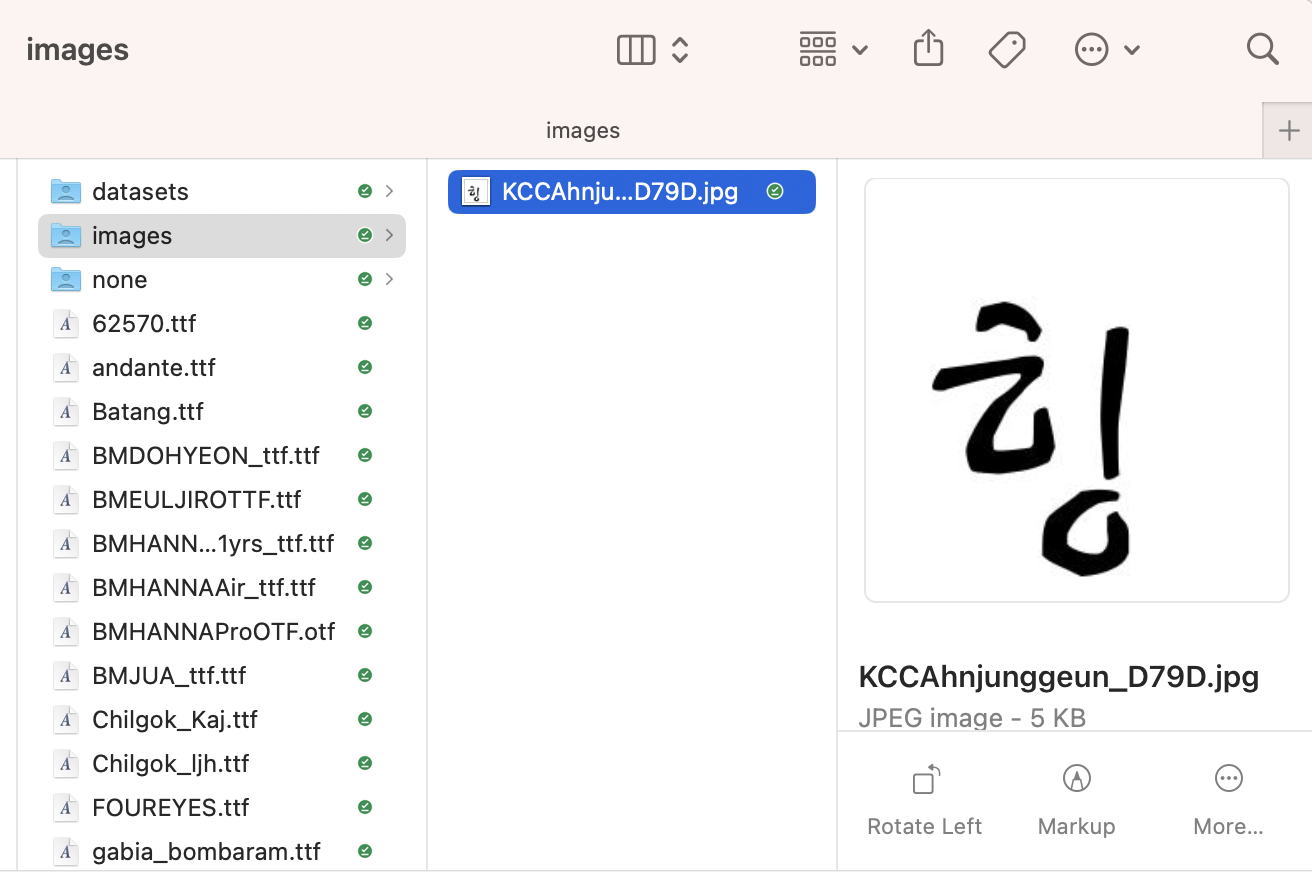 images
images
datasets
images
none
62570.ttf
andante.ttf
Batang.ttf
BMDOHYEON_ttf.ttf
BMEULJIROTTF.ttf
BMHANN...1yrs_ttf.ttf
BMHANNAAir_ttf.ttf
BMHANNAProOTF.otf
BMJUA_ttf.ttf
Chilgok_Kaj.ttf
Chilgok_ljh.ttf
FOUREYES.ttf
gabia_bombaram.ttf
KCCAhnju...D79D.jpg
힝
KCCAhnjunggeun_D79D.jpg
JPEG image - 5 KB
Rotate Left
Markup
More...